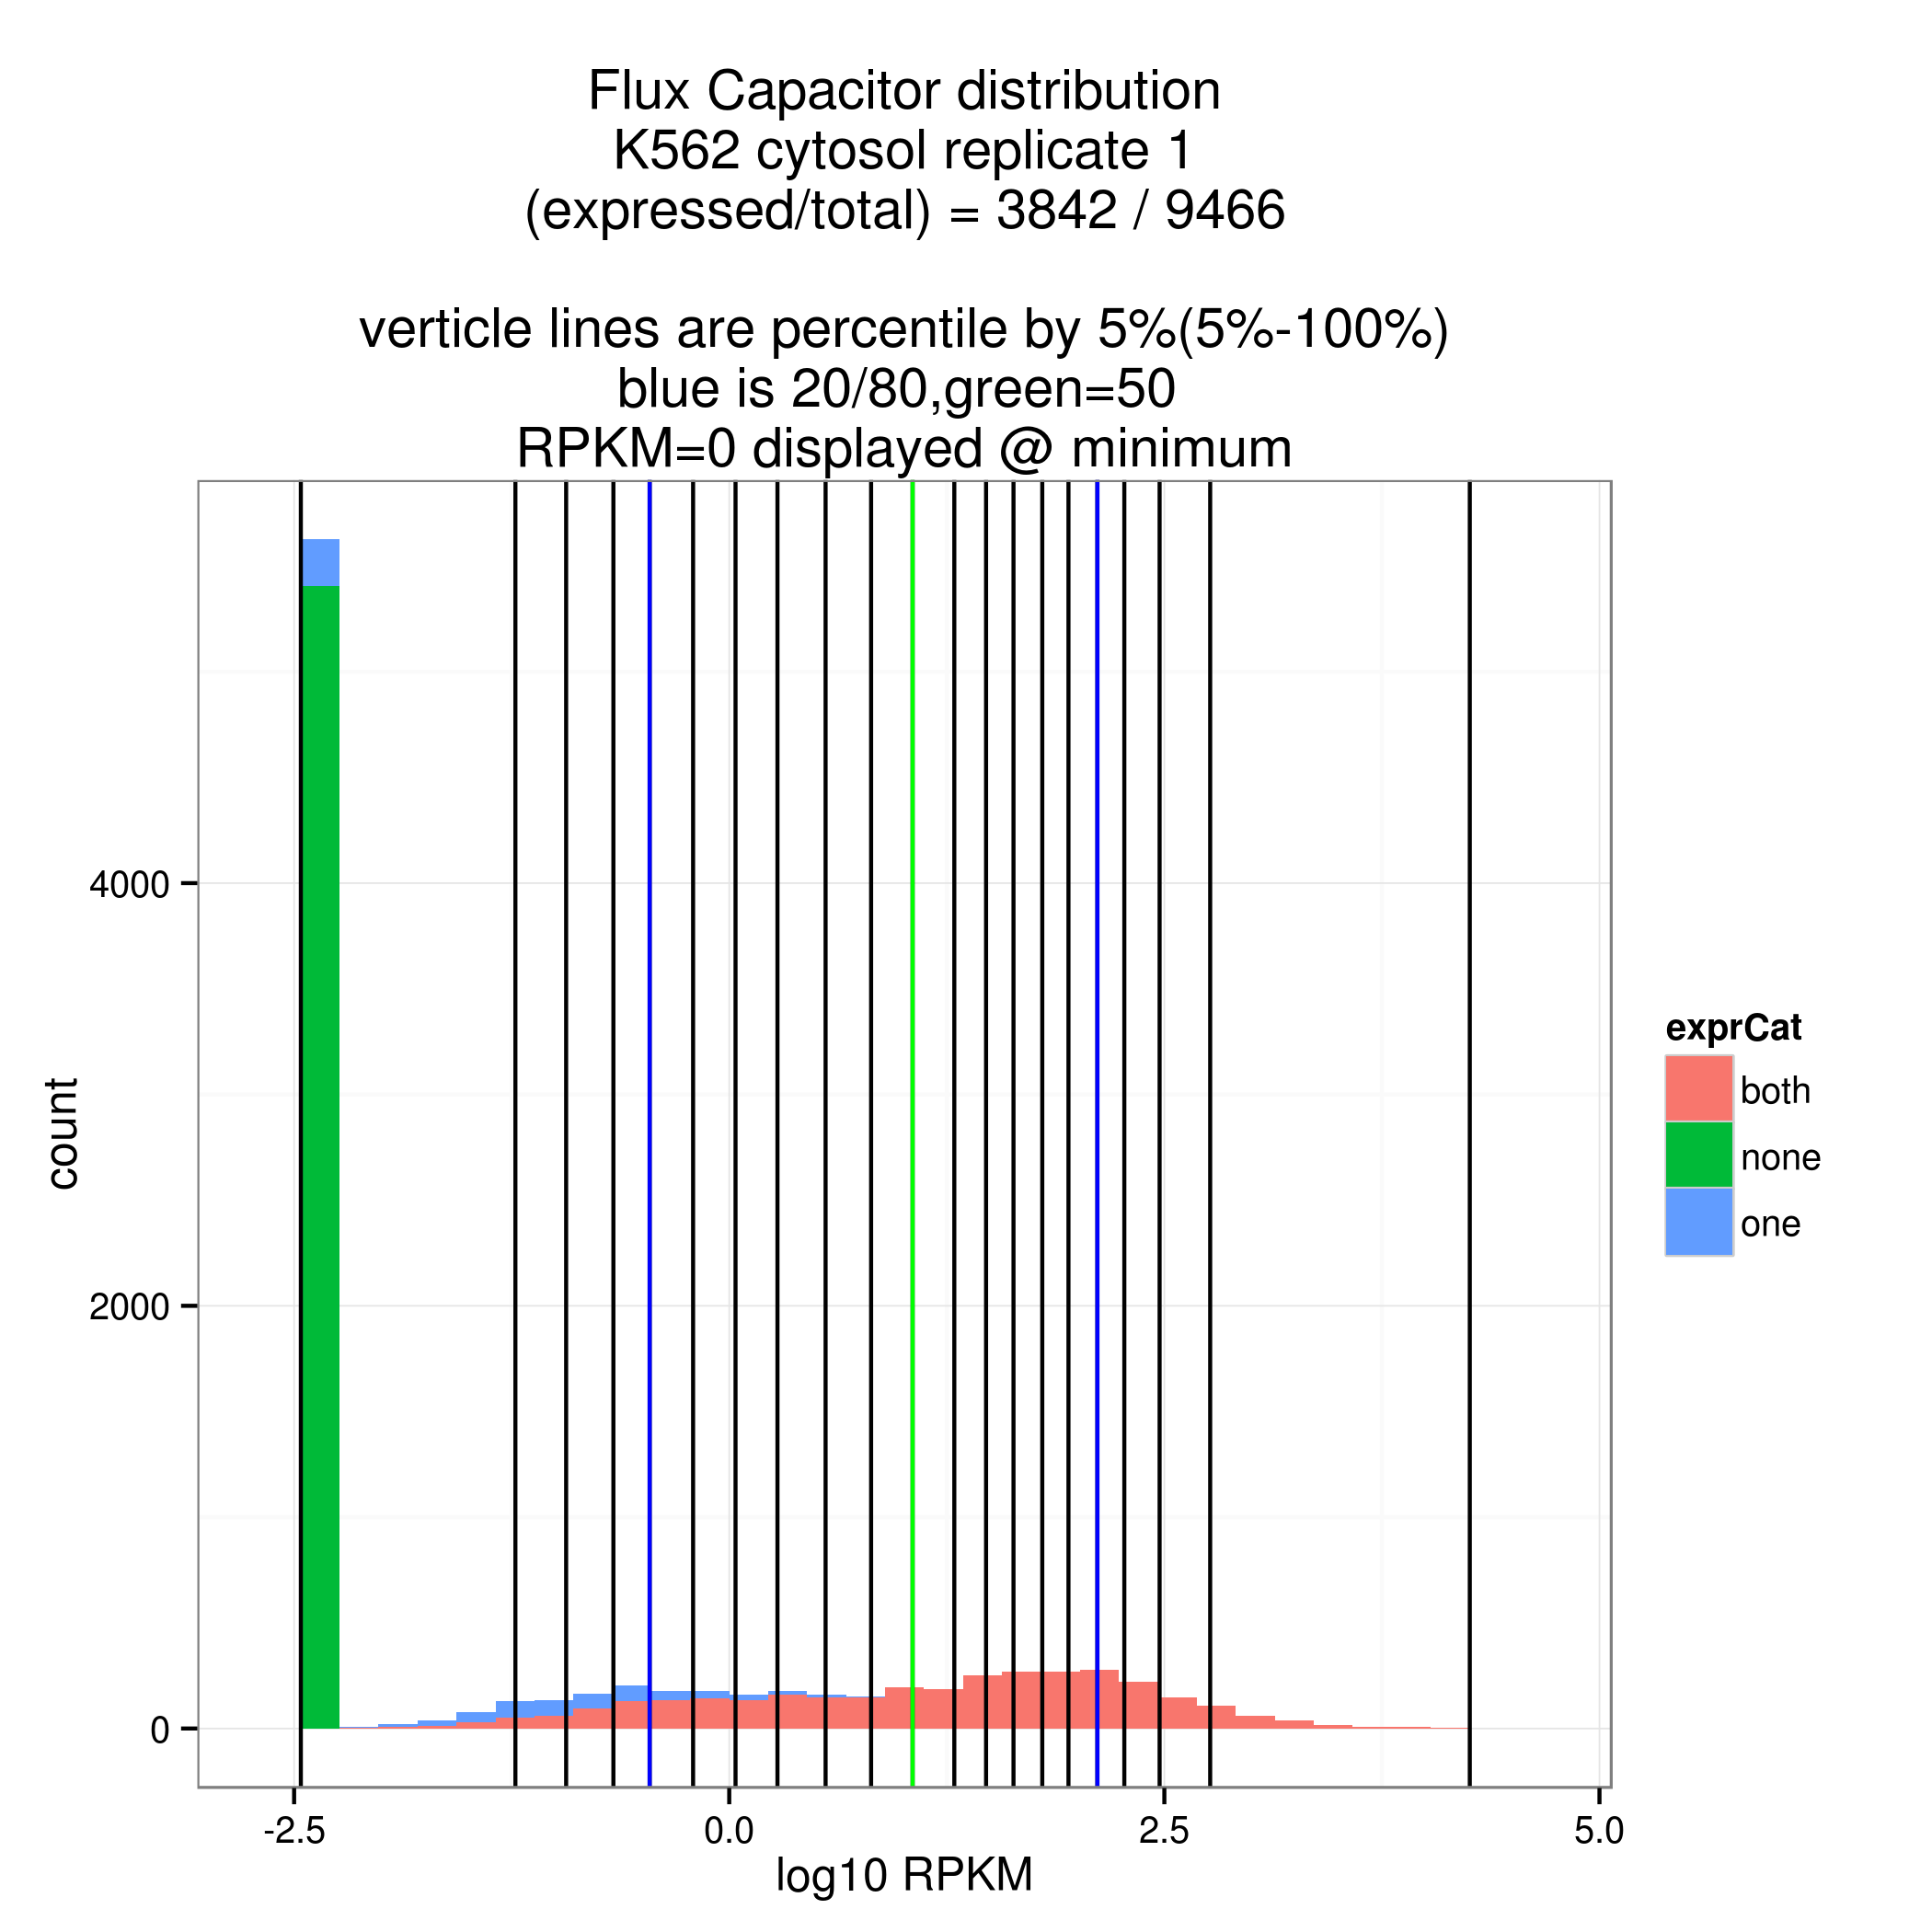 Flux Capacitor distribution
K562 cytosol replicate 1
(expressed/total) = 3842 / 9466
verticle lines are percentile by 5%(5%-100%)
blue is 20/80,green=50
RPKM=0 displayed @ minimum
4000
2000
0
count
-2.5
0.0
2.5
5.0
log10 RPKM
exprCat
both
none
one